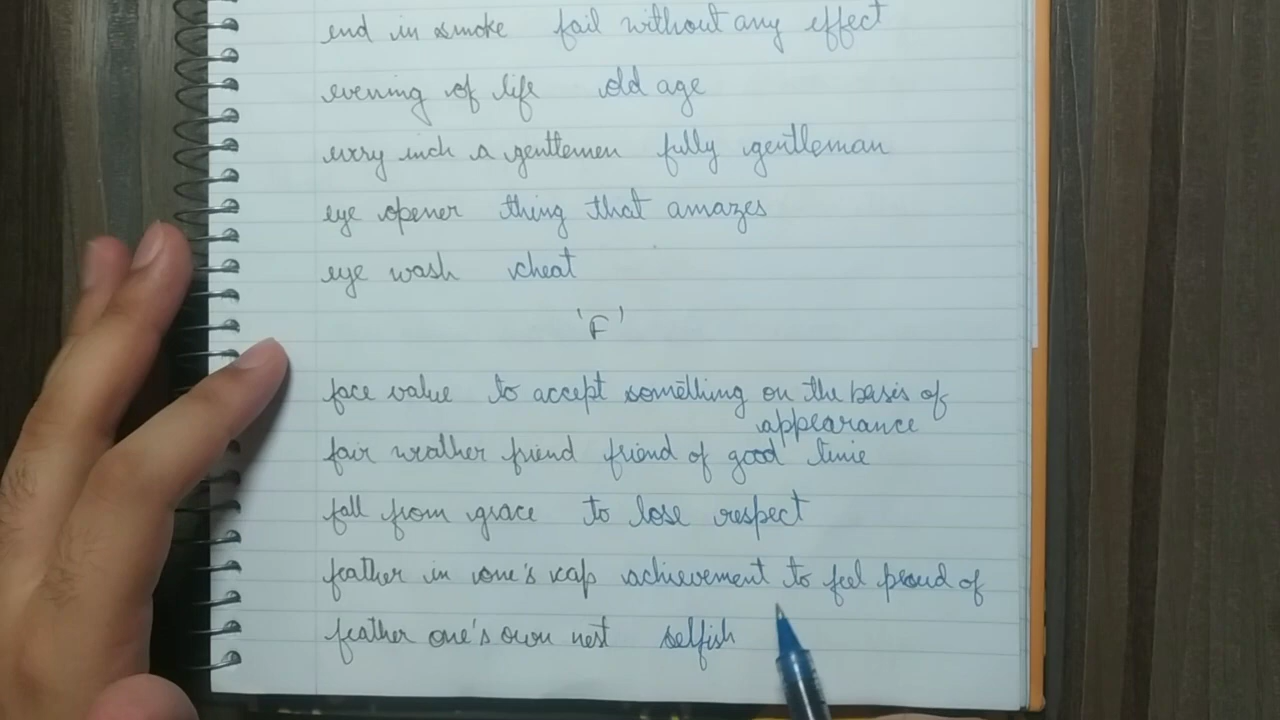 end in smoke fail without any effect
evening of life old age
every inch a gentlemen fully gentleman
eye opener thing that amazes
eye wash cheat
'F'
face value to accept something on the basis of
appearance
fair weather friend friend of good time
fall from grace to lose respect
feather in one's cap achievement to feel proud of
feather one's own nest selfish